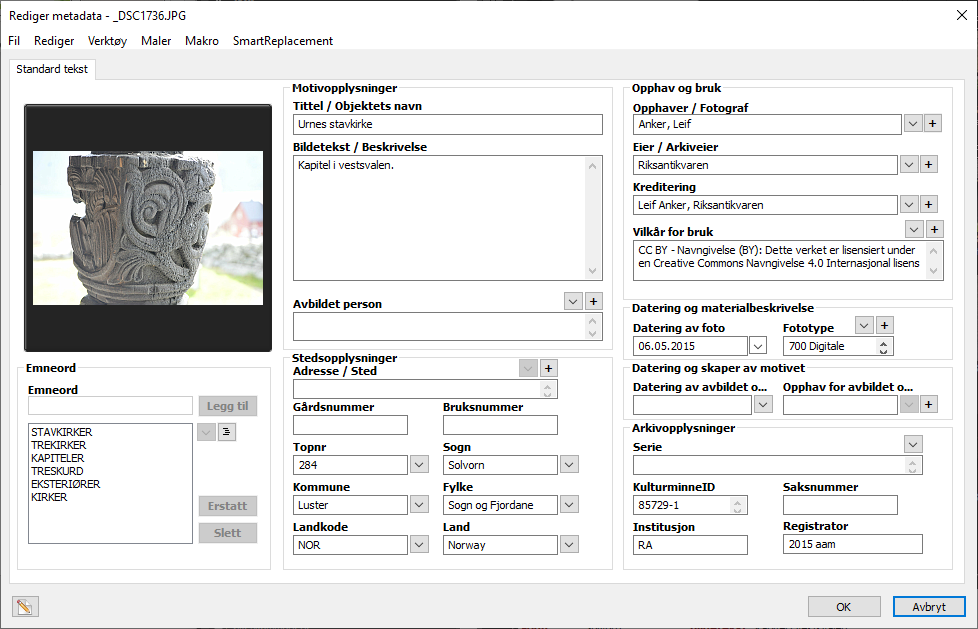 Rediger metadata - _DSC1736.JPG
Fil Rediger Verktøy Maler Makro SmartReplacement
Standard tekst
Emneord
Emneord
Legg til
STAVKIRKER
TREKIRKER
KAPITELER
TRESKURD
EKSTERIØRER
KIRKER
Erstatt
Slett
Motivopplysninger
Tittel / Objektets navn
Urnes stavkirke
Bildetekst / Beskrivelse
Kapitel i vestsvalen.
Avbildet person
Stedsopplysninger
Adresse / Sted
Gårdsnummer Bruksnummer
Topnr Sogn
284 Solvorn
Kommune Fylke
Luster Sogn og Fjordane
Landkode Land
NOR Norway
Opphav og bruk
Opphaver / Fotograf
Anker, Leif
Eier / Arkiveier
Riksantikvaren
Kreditering
Leif Anker, Riksantikvaren
Vilkår for bruk
CC BY - Navngivelse (BY): Dette verket er lisensiert under
en Creative Commons Navngivelse 4.0 Internasjonal lisens
Datering og materialbeskrivelse
Datering av foto Fototype
06.05.2015 700 Digitale
Datering og skaper av motivet
Datering av avbildet o... Opphav for avbildet o...
Arkivopplysninger
Serie
KulturminneID Saksnummer
85729-1
Institusjon Registrator
RA 2015 aam
OK Avbryt